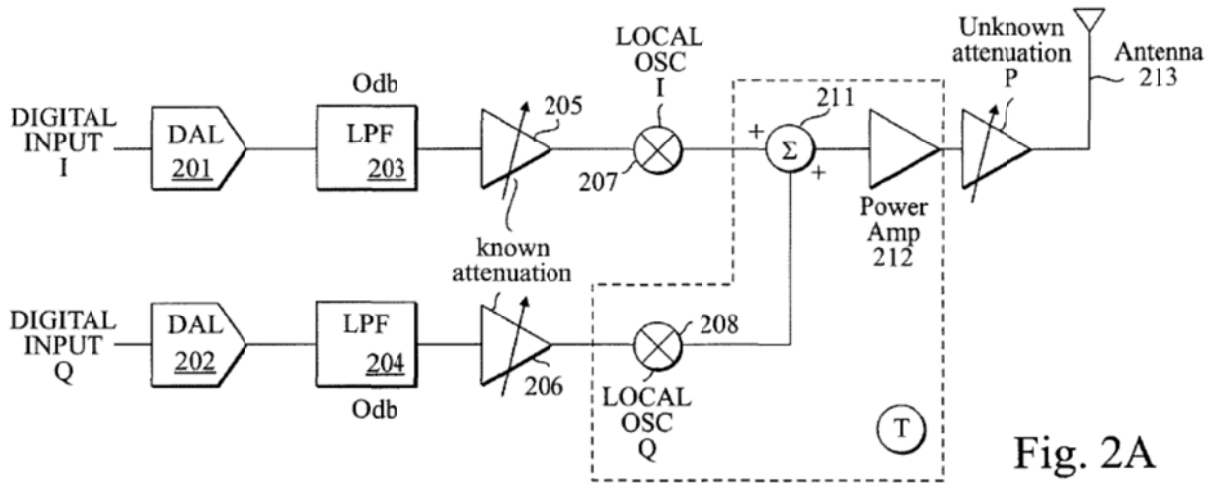 LOCAL
OSC
I
Unknown
attenuation
P
Antenna
213
211
Odb
205
DIGITAL
INPUT
I
DAL
201
LPF
203
+
Σ
+
207
Power
Amp
212
known
attenuation
DIGITAL
INPUT
Q
DAL
202
LPF
204
208
206
Odb
LOCAL
OSC
Q
T
Fig. 2A